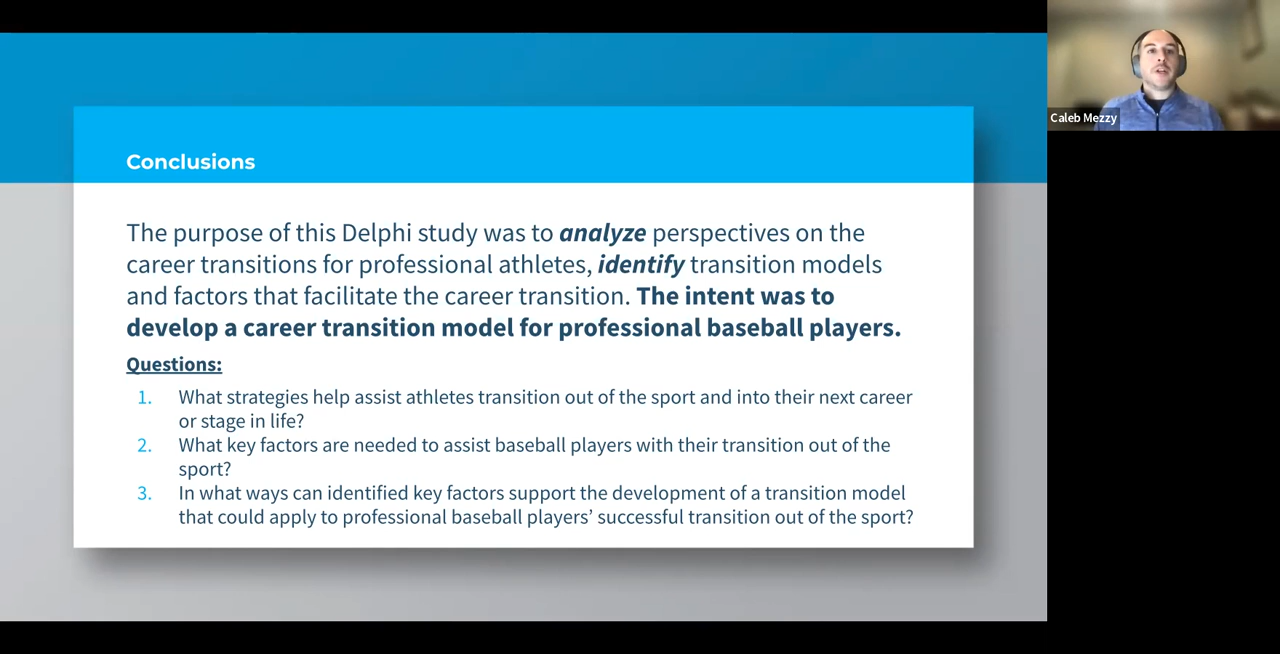 Conclusions
The purpose of this Delphi study was to analyze perspectives on the
career transitions for professional athletes, identify transition models
and factors that facilitate the career transition. The intent was to
develop a career transition model for professional baseball players.
Questions:
1. What strategies help assist athletes transition out of the sport and into their next career
or stage in life?
2. What key factors are needed to assist baseball players with their transition out of the
sport?
3. In what ways can identified key factors support the development of a transition model
that could apply to professional baseball players’ successful transition out of the sport?
Caleb Mezzy